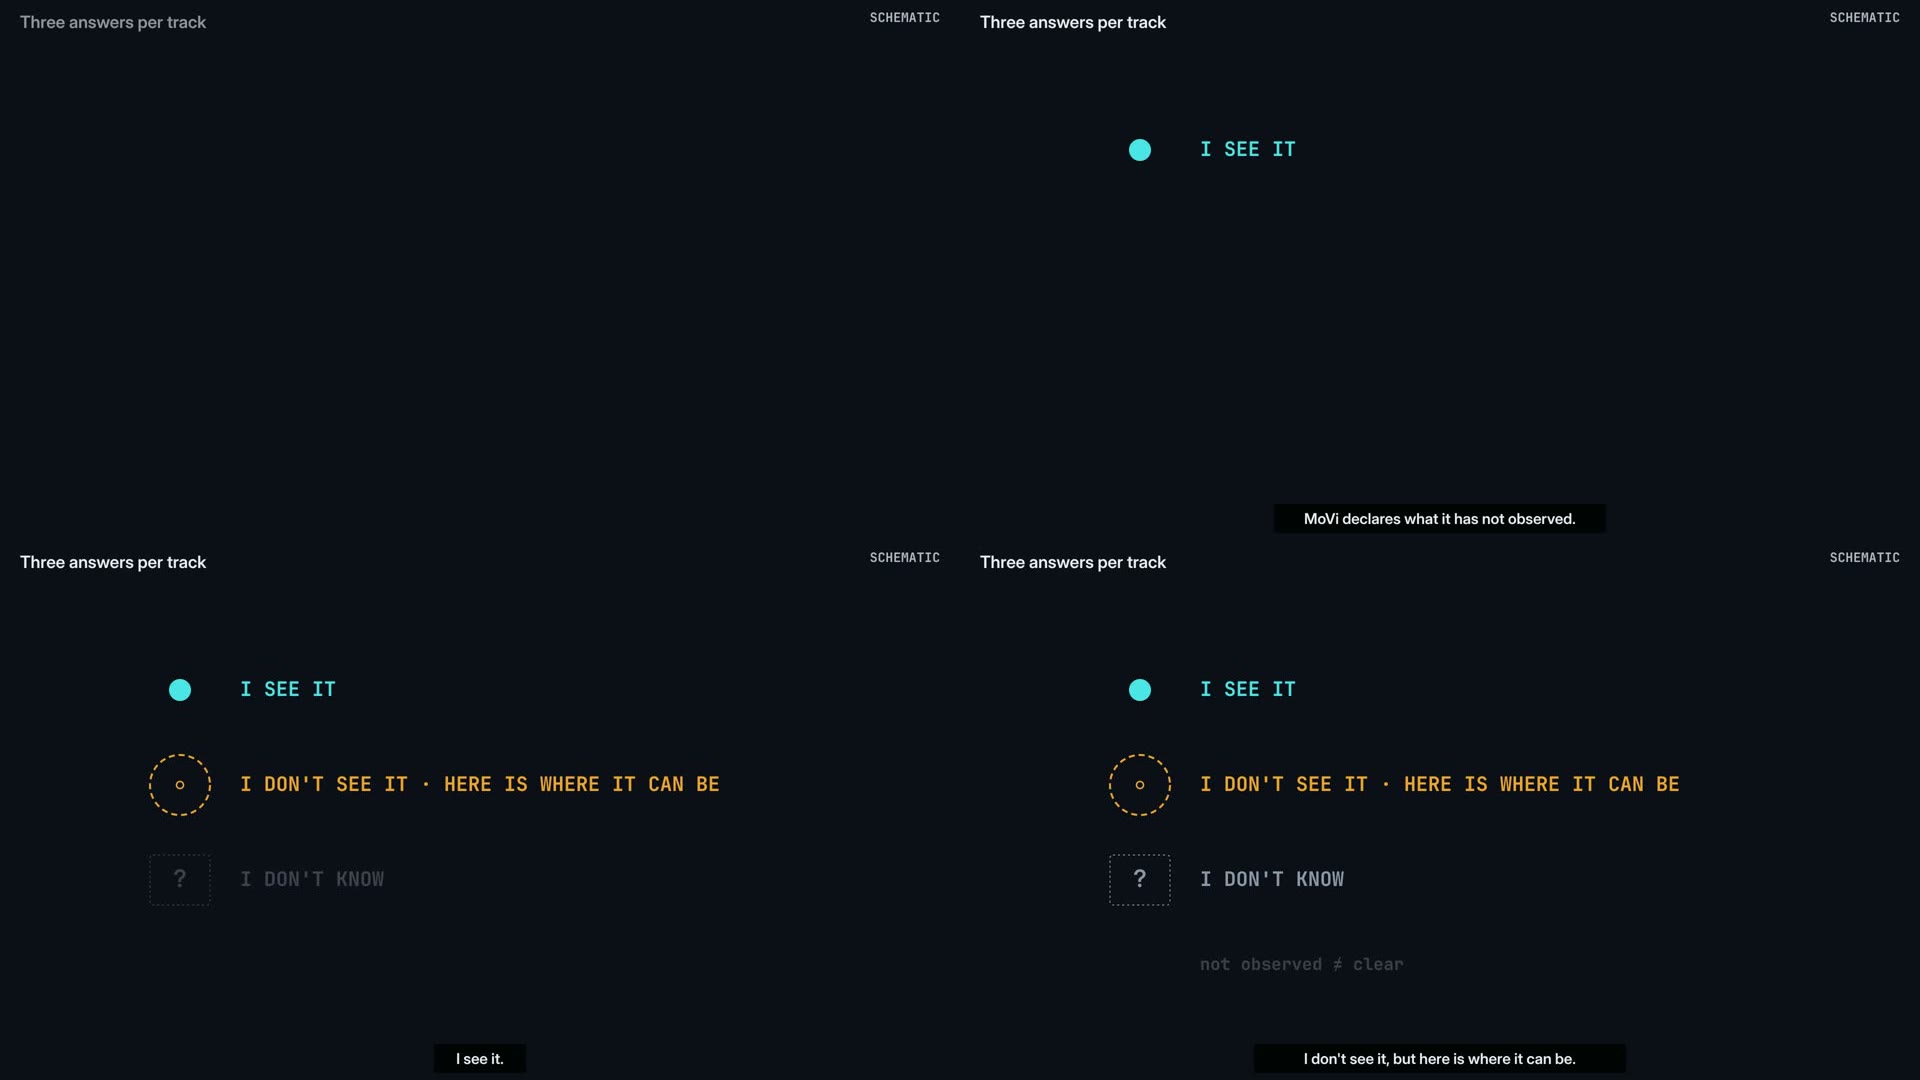 Three answers per track
SCHEMATIC
Three answers per track
SCHEMATIC
I SEE IT
MoVi declares what it has not observed.
Three answers per track
SCHEMATIC
I SEE IT
I DON'T SEE IT · HERE IS WHERE IT CAN BE
? I DON'T KNOW
I see it.
Three answers per track
SCHEMATIC
I SEE IT
I DON'T SEE IT · HERE IS WHERE IT CAN BE
? I DON'T KNOW
not observed ≠ clear
I don't see it, but here is where it can be.